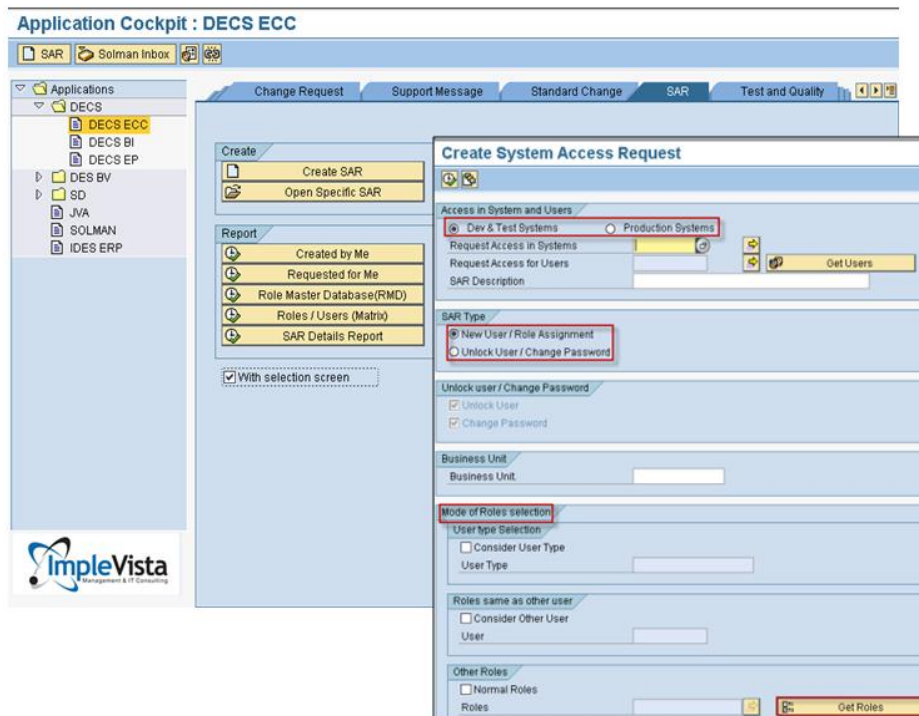 Application Cockpit : DECS ECC
SAR Solman Inbox
Applications
DECS
DECS ECC
DECS BI
DECS EP
DES BV
SD
JVA
SOLMAN
IDES ERP
Change Request Support Message Standard Change SAR Test and Quality
Create
Create SAR
Open Specific SAR
Report
Created by Me
Requested for Me
Role Master Database(RMD)
Roles / Users (Matrix)
SAR Details Report
With selection screen
Create System Access Request
Access in System and Users
Dev & Test Systems Production Systems
Request Access in Systems
Request Access for Users Get Users
SAR Description
SAR Type
New User / Role Assignment
Unlock User / Change Password
Unlock user / Change Password
Unlock User
Change Password
Business Unit
Business Unit
Mode of Roles selection
User type Selection
Consider User Type
User Type
Roles same as other user
Consider Other User
User
Other Roles
Normal Roles
Roles Get Roles
ImpleVista
Management & IT Consulting